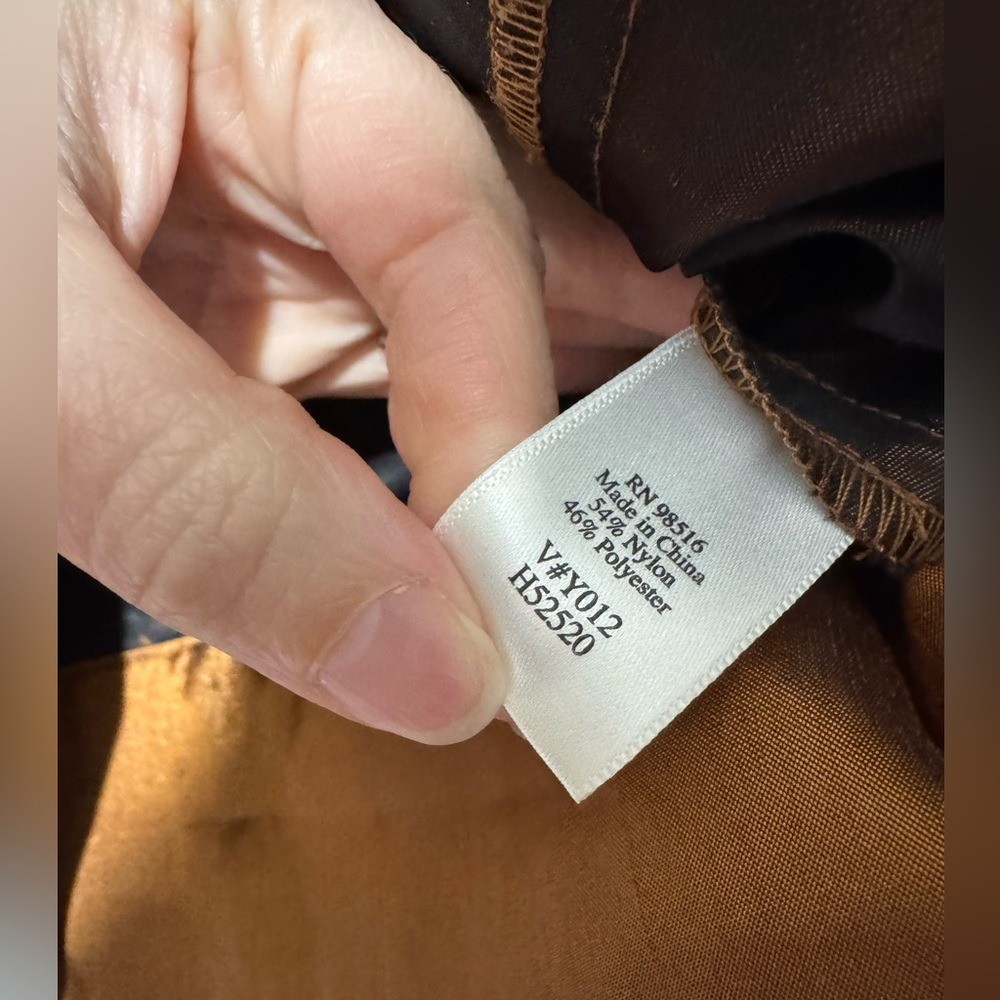 RN 98516
Made in China
54% Nylon
46% Polyester
V#Y012
H52520